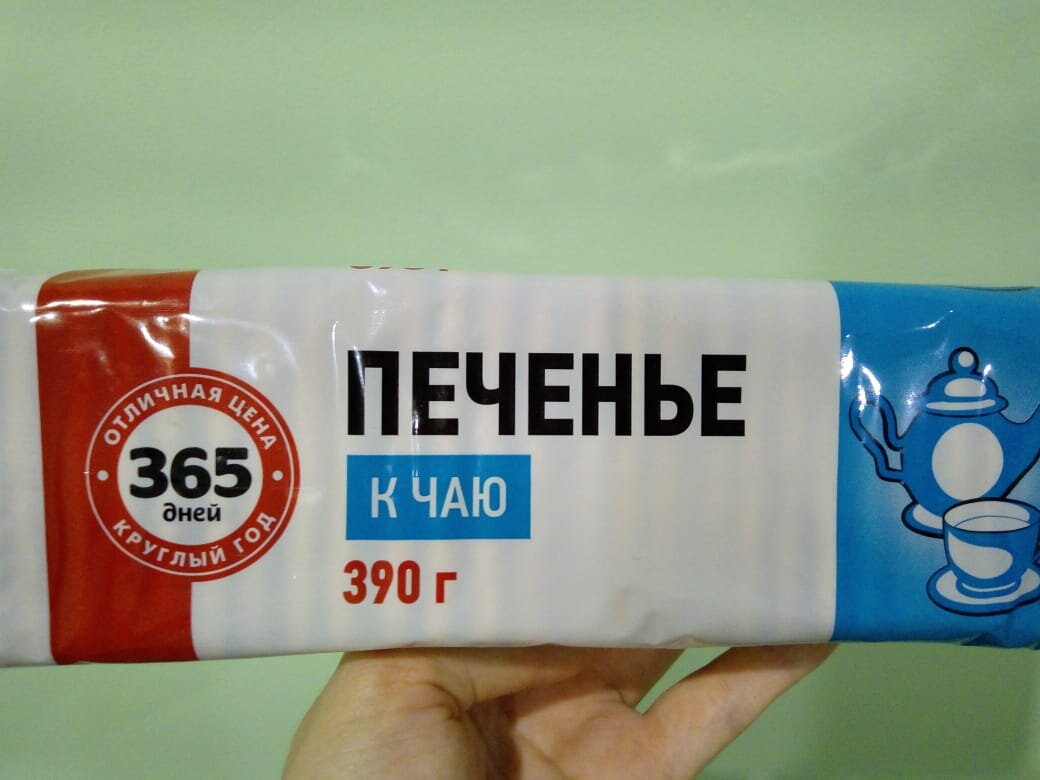 ОТЛИЧНАЯ ЦЕНА
365
дней
КРУГЛЫЙ ГОД
ПЕЧЕНЬЕ
К ЧАЮ
390 г